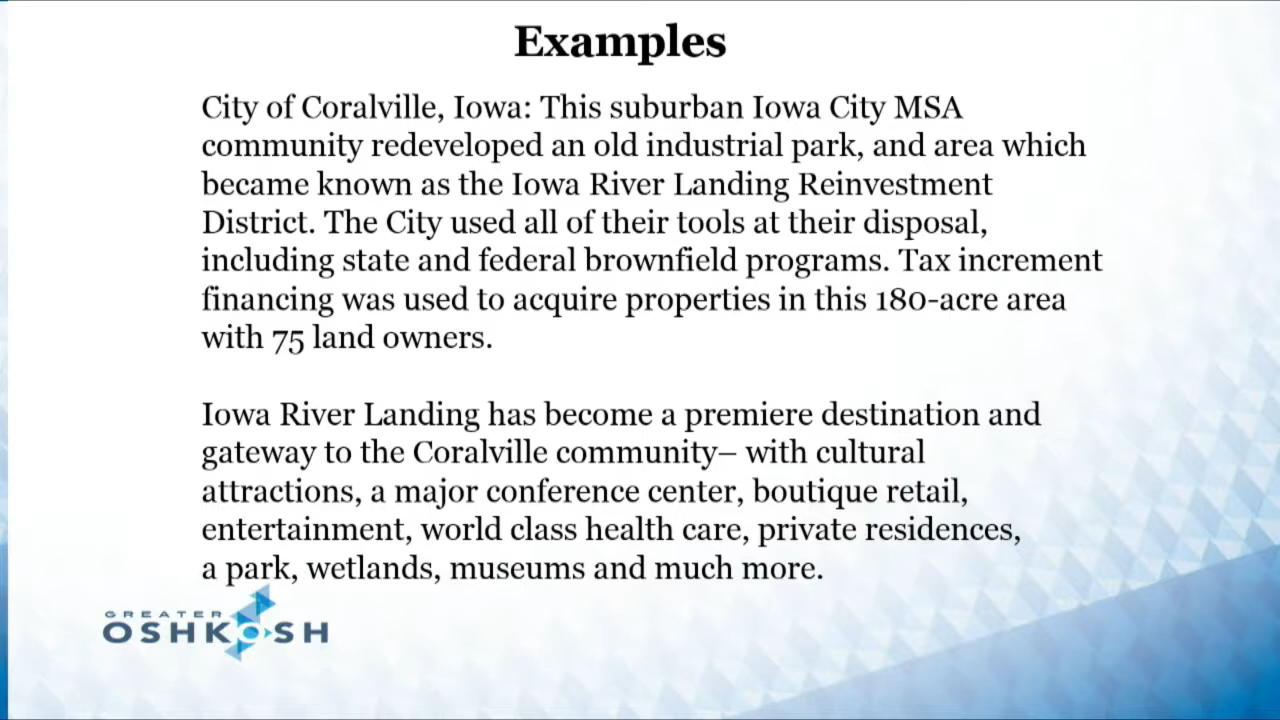 Examples
City of Coralville, Iowa: This suburban Iowa City MSA
community redeveloped an old industrial park, and area which
became known as the Iowa River Landing Reinvestment
District. The City used all of their tools at their disposal,
including state and federal brownfield programs. Tax increment
financing was used to acquire properties in this 180-acre area
with 75 land owners.
Iowa River Landing has become a premiere destination and
gateway to the Coralville community– with cultural
attractions, a major conference center, boutique retail,
entertainment, world class health care, private residences,
a park, wetlands, museums and much more.
GREATER
OSHKOSH